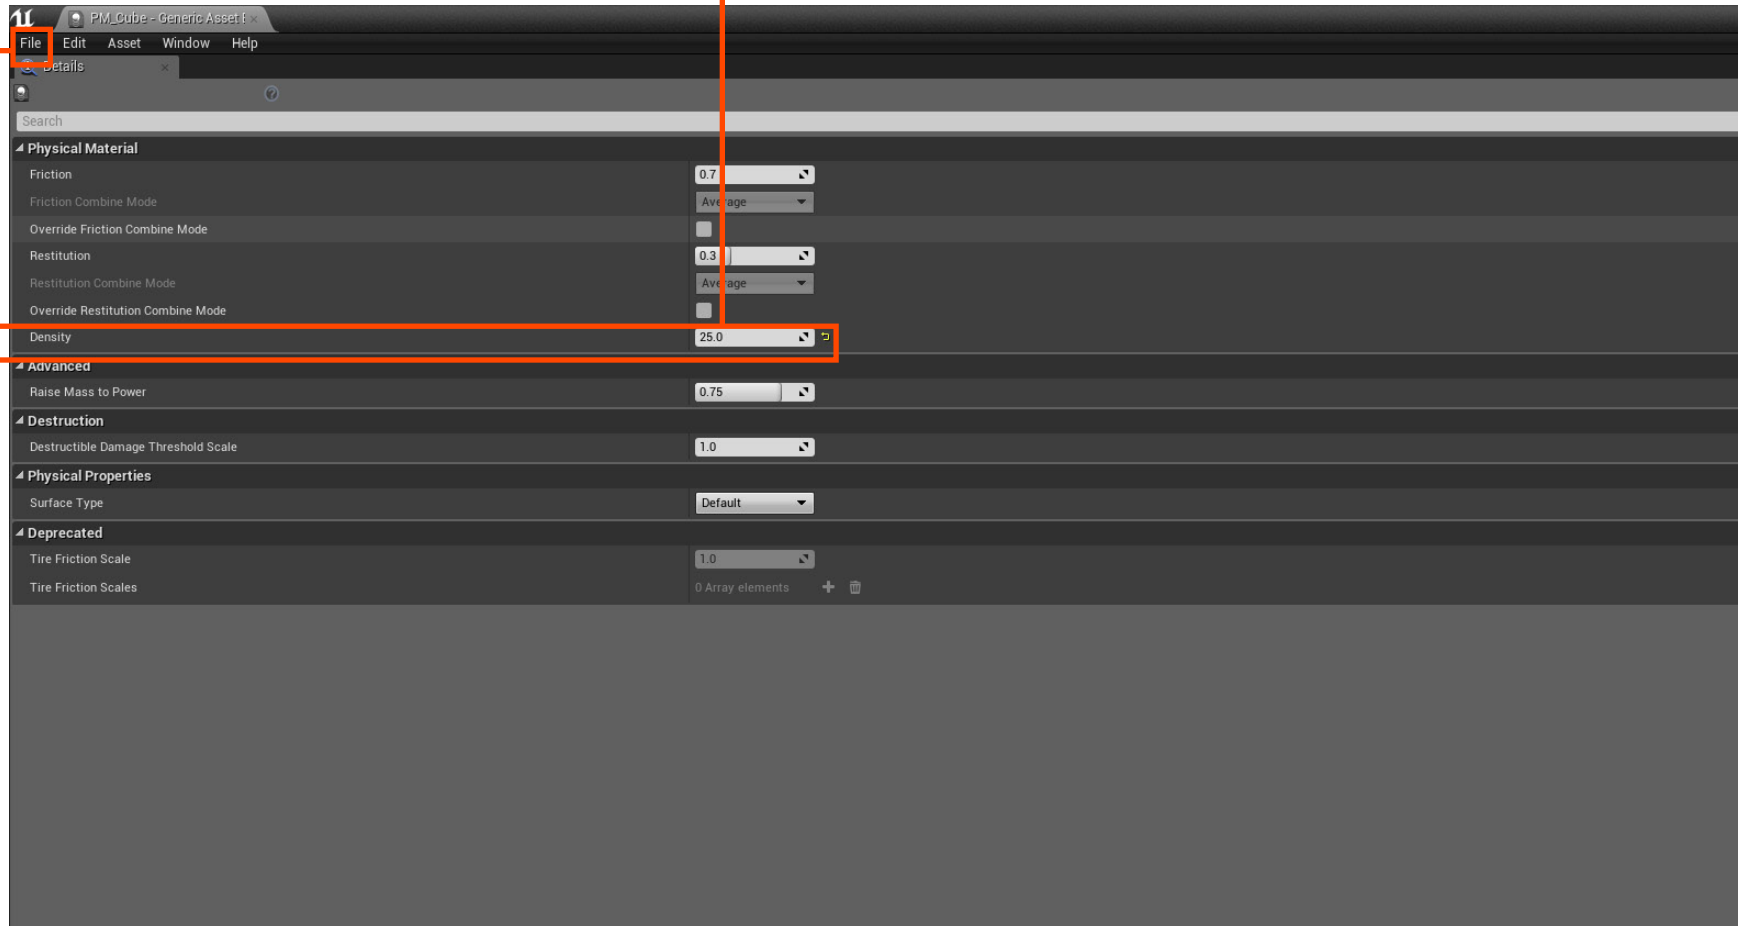 PM_Cube - Generic Asset E
File Edit Asset Window Help
Details
Search
Physical Material
Friction 0.7
Friction Combine Mode Average
Override Friction Combine Mode
Restitution 0.3
Restitution Combine Mode Average
Override Restitution Combine Mode
Density 25.0
Advanced
Raise Mass to Power 0.75
Destruction
Destructible Damage Threshold Scale 1.0
Physical Properties
Surface Type Default
Deprecated
Tire Friction Scale 1.0
Tire Friction Scales 0 Array elements